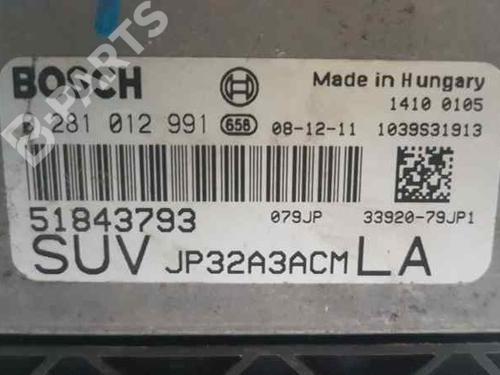 B-PARTS
BOSCH
Made in Hungary
1410 0105
0 281 012 991 658 08-12-11 1039S31913
51843793 079JP 33920-79JP1
SUV JP32A3ACM LA